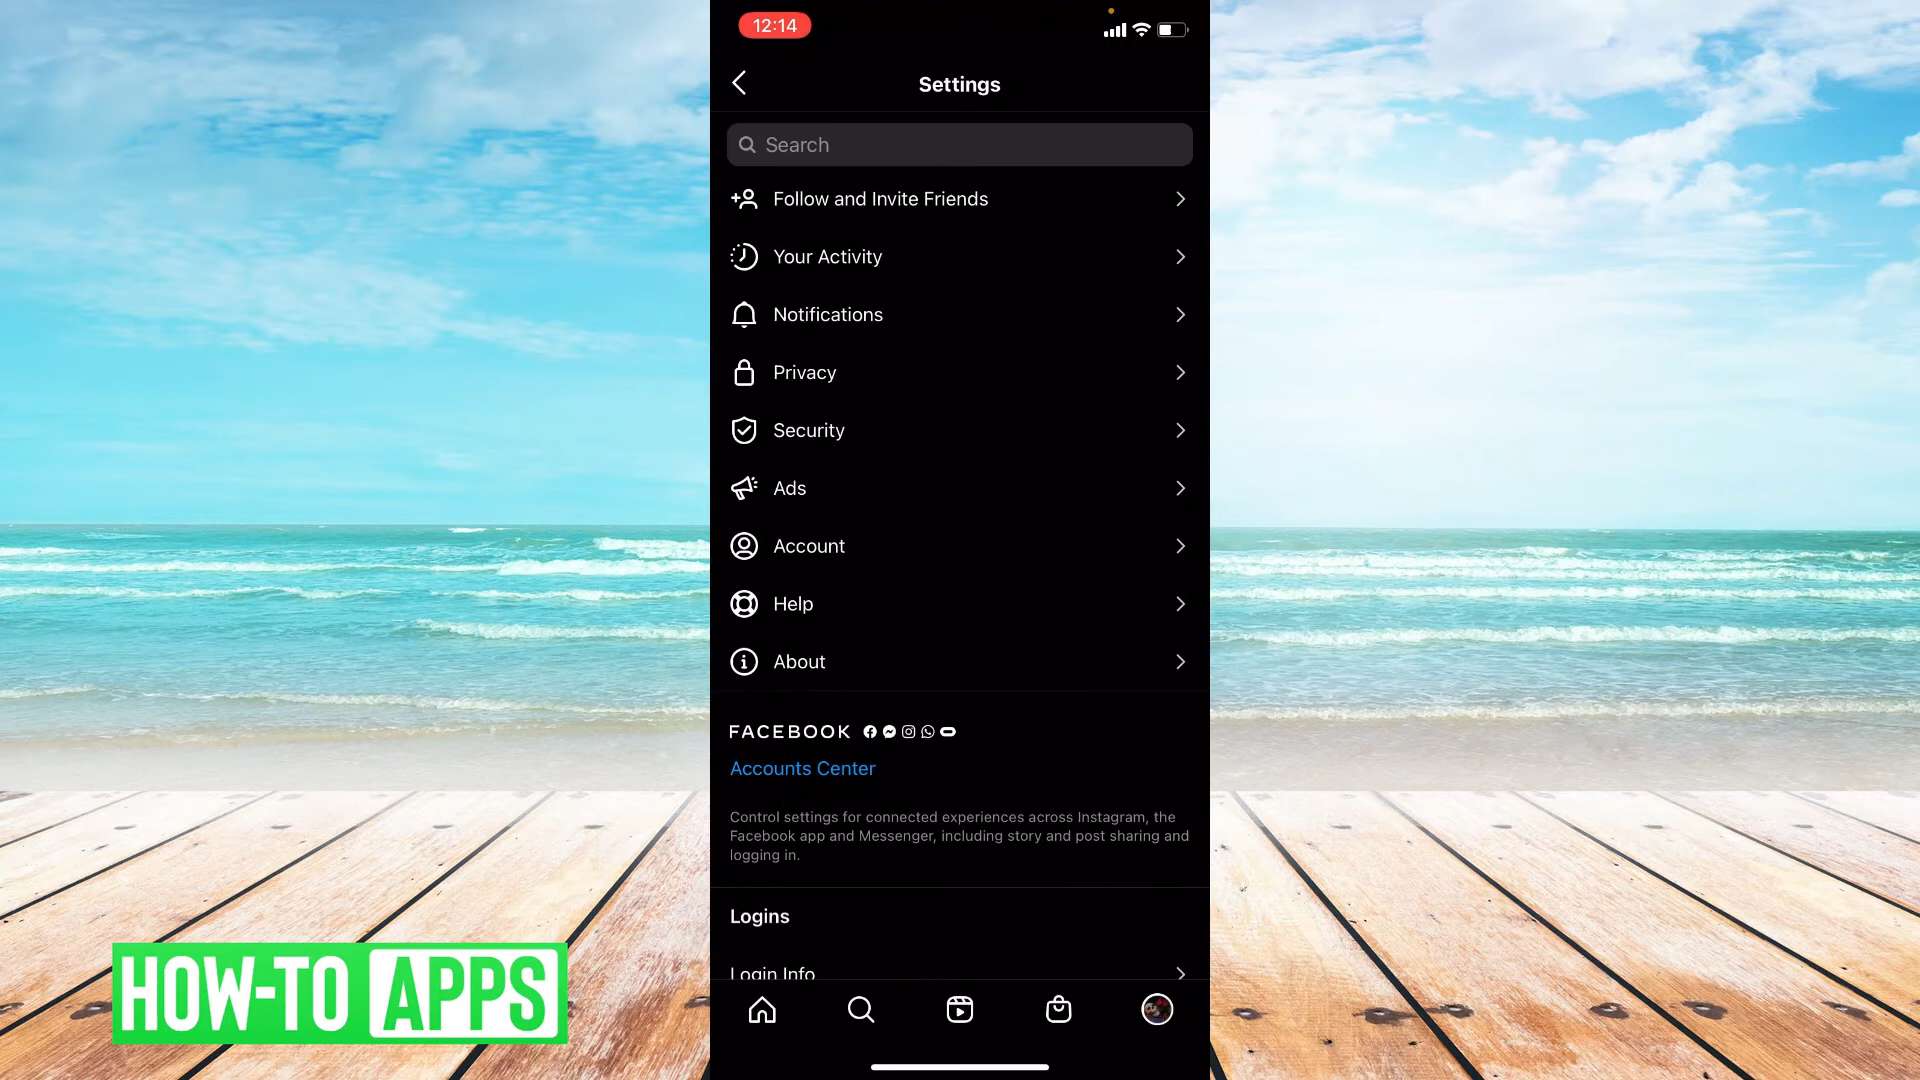 12:14
Settings
Search
Follow and Invite Friends
Your Activity
Notifications
Privacy
Security
Ads
Account
Help
About
FACEBOOK
Accounts Center
Control settings for connected experiences across Instagram, the
Facebook app and Messenger, including story and post sharing and
logging in.
Logins
Login Info
HOW-TO APPS